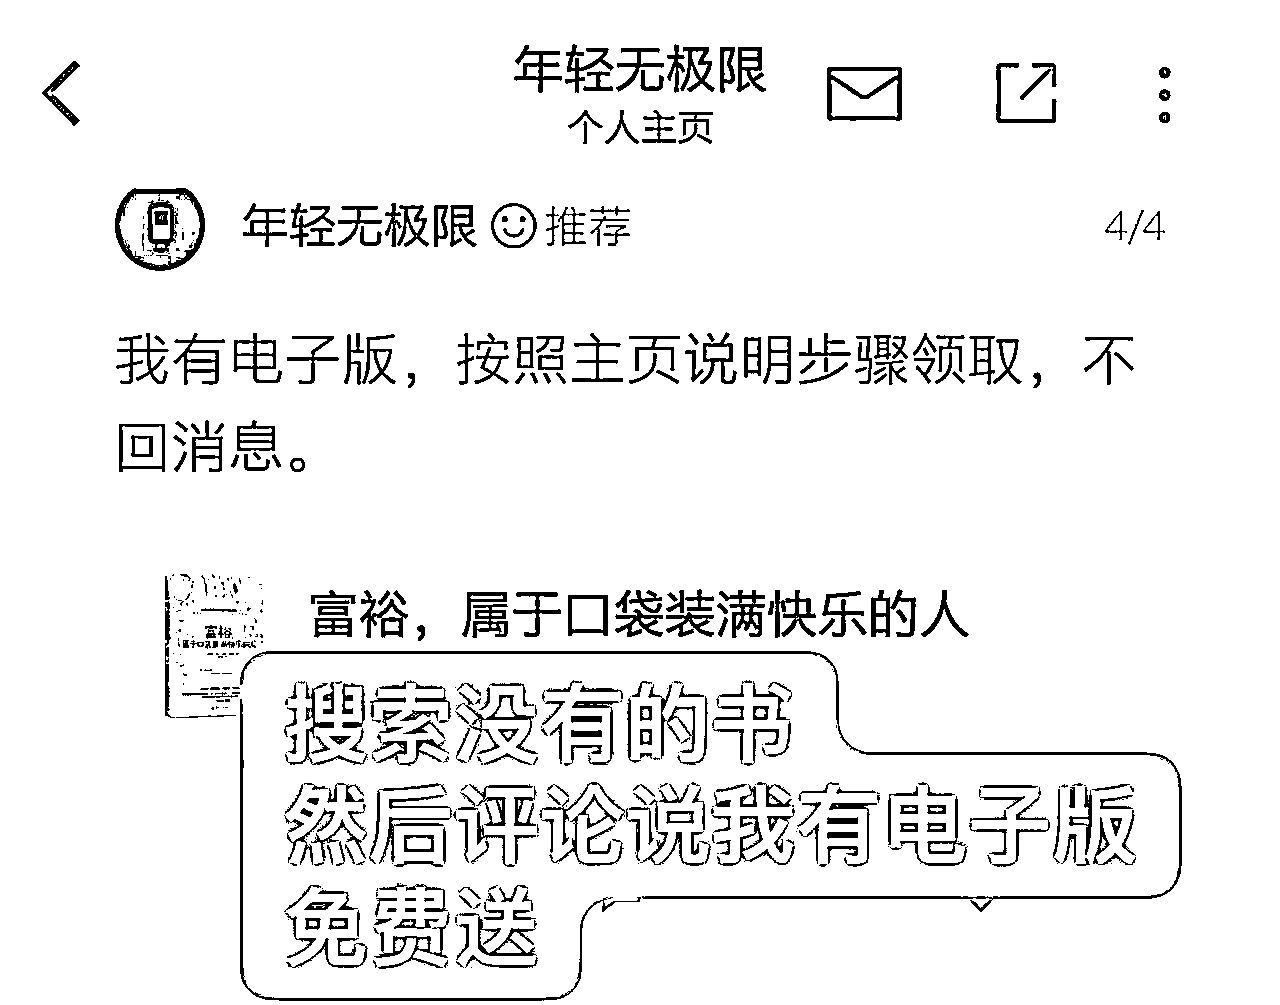 年轻无极限
个人主页
年轻无极限 推荐
4/4
我有电子版，按照主页说明步骤领取，不
回消息。
富裕，属于口袋装满快乐的人
富裕
搜索没有的书
然后评论说我有电子版
免费送